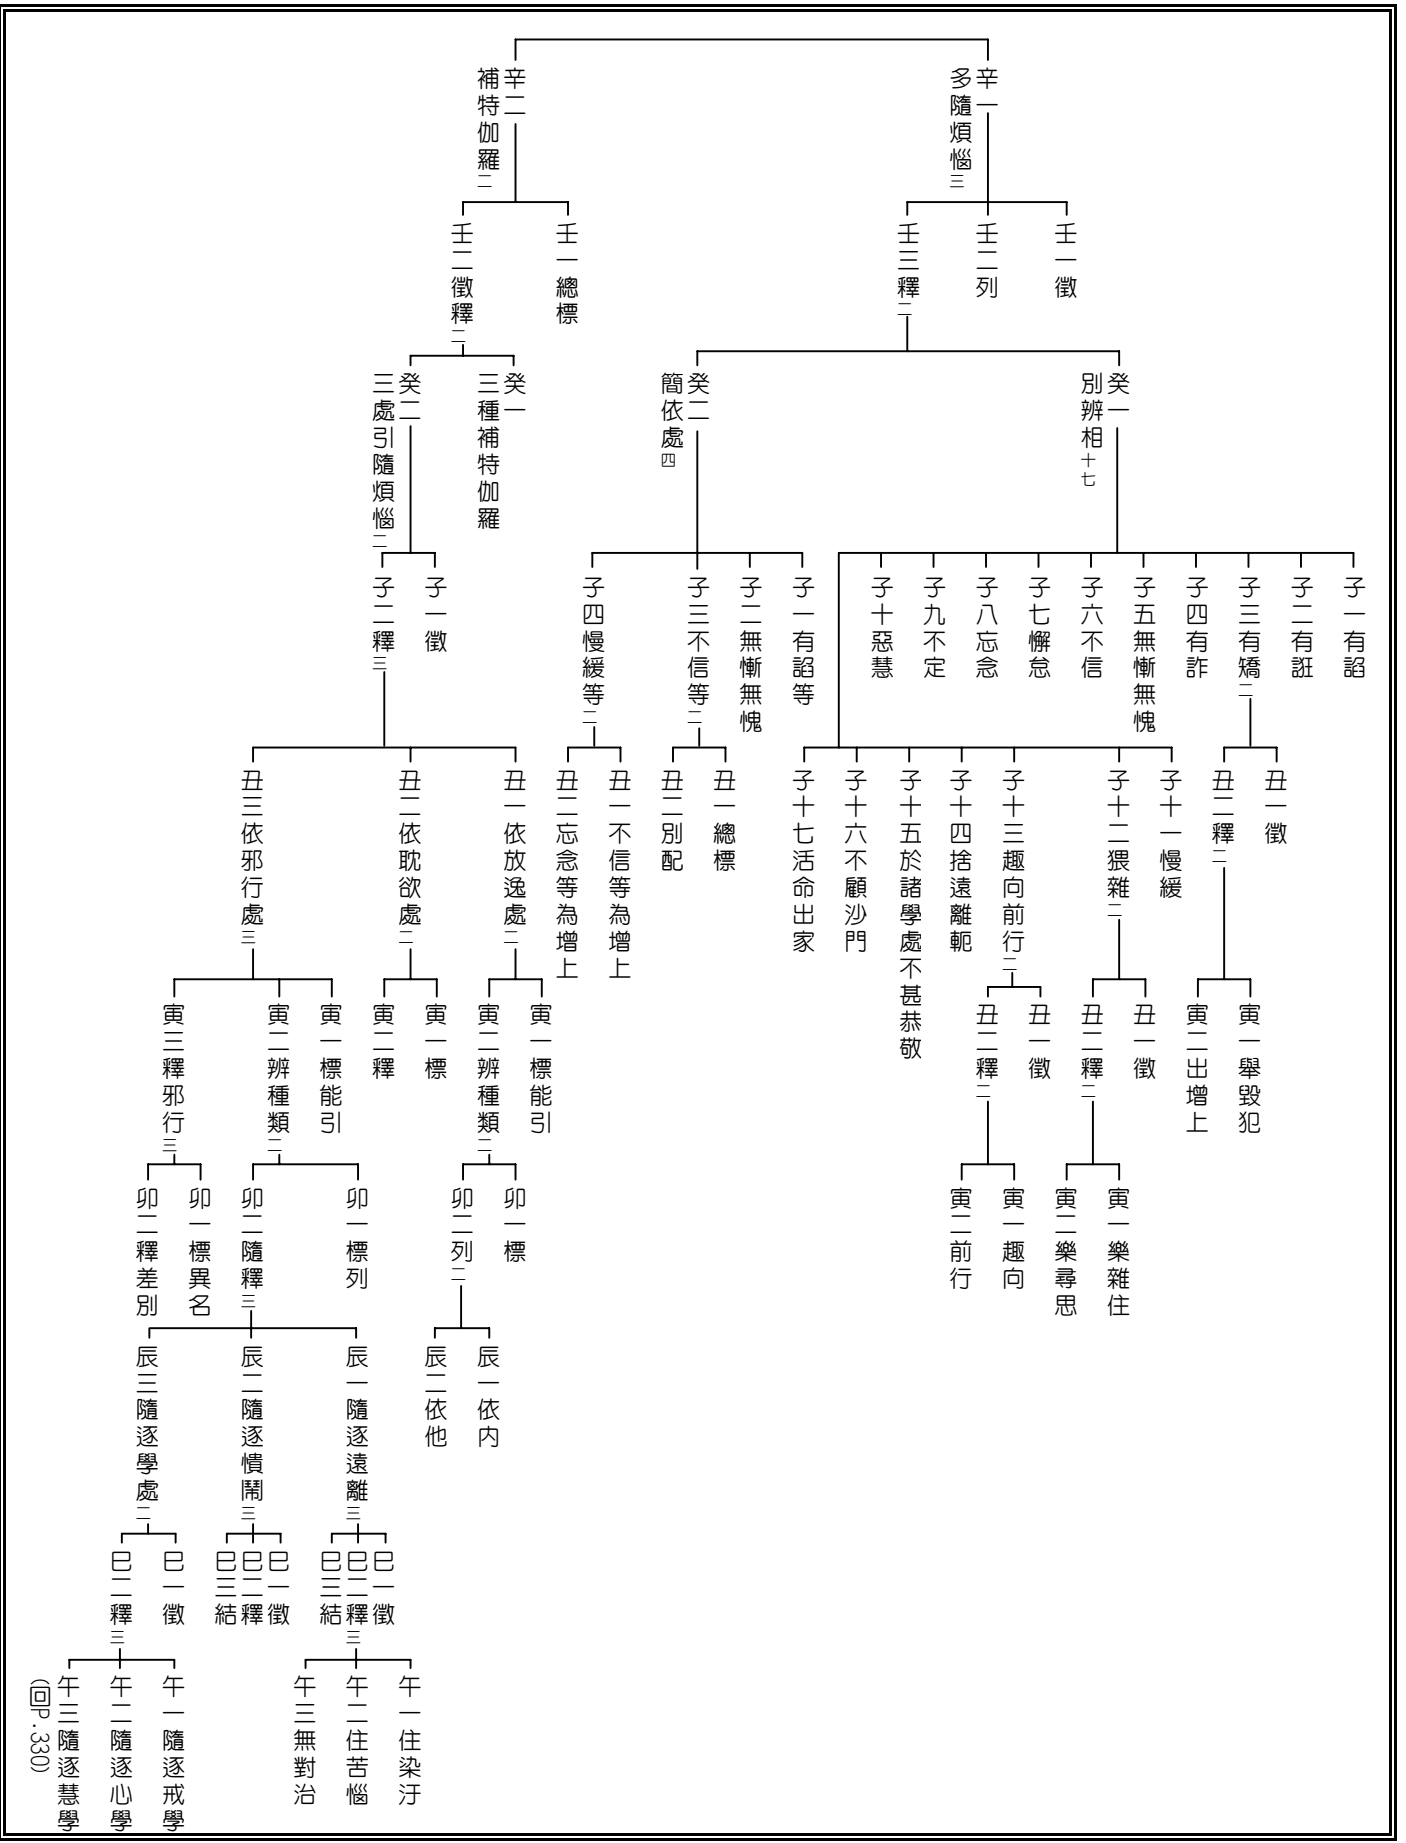 辛一
多隨煩惱三
壬一徵
壬二列
壬三釋二
癸一
別辨相十七
子一有諂
子二有誑
子三有矯二
丑一徵
丑二釋二
寅一舉毀犯
寅二出增上
子四有詐
子五無慚無愧
子六不信
子七懈怠
子八忘念
子九不定
子十惡慧
子十一慢緩
子十二猥雜二
丑一徵
丑二釋二
寅一樂雜住
寅二樂尋思
子十三趣向前行二
丑一徵
丑二釋二
寅一趣向
寅二前行
子十四捨遠離軛
子十五於諸學處不甚恭敬
子十六不顧沙門
子十七活命出家
癸二
簡依處四
子一有諂等
子二無慚無愧
子三不信等二
丑一總標
丑二別配
子四慢緩等二
丑一不信等為增上
丑二忘念等為增上
辛二
補特伽羅二
壬一總標
壬二徵釋二
癸一
三種補特伽羅
癸二
三處引隨煩惱二
子一徵
子二釋三
丑一依放逸處二
寅一標能引
寅二辨種類二
卯一標
卯二列二
辰一依內
辰二依他
丑二依耽欲處二
寅一標
寅二釋
丑三依邪行處三
寅一標能引
寅二辨種類二
卯一標列
卯二隨釋三
辰一隨逐遠離三
巳一徵
巳二釋三
午一住染汙
午二住苦惱
午三無對治
巳三結
辰二隨逐憒鬧三
巳一徵
巳二釋
巳三結
辰三隨逐學處二
巳一徵
巳二釋三
午一隨逐戒學
午二隨逐心學
午三隨逐慧學
寅三釋邪行三
卯一標異名
卯二釋差別
(回P.330)